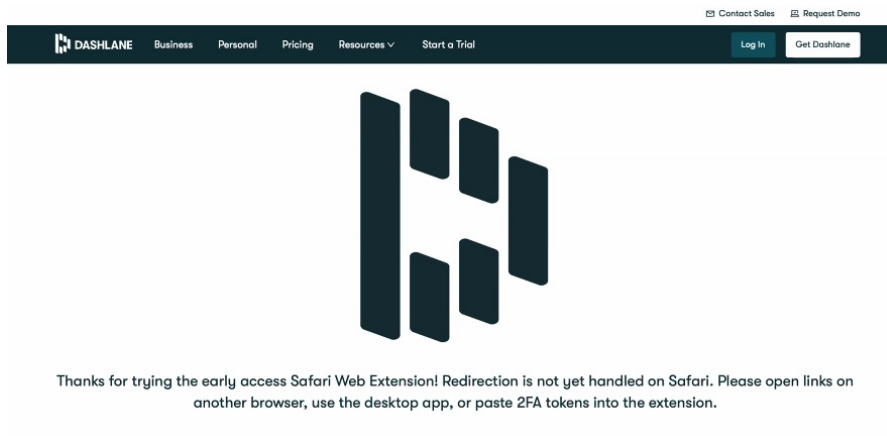 Contact Sales Request Demo
DASHLANE Business Personal Pricing Resources Start a Trial Log In Get Dashlane
Thanks for trying the early access Safari Web Extension! Redirection is not yet handled on Safari. Please open links on
another browser, use the desktop app, or paste 2FA tokens into the extension.